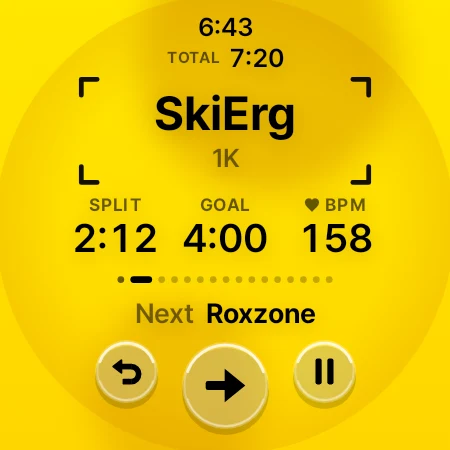 6:43
TOTAL 7:20
SkiErg
1K
SPLIT GOAL BPM
2:12 4:00 158
Next Roxzone